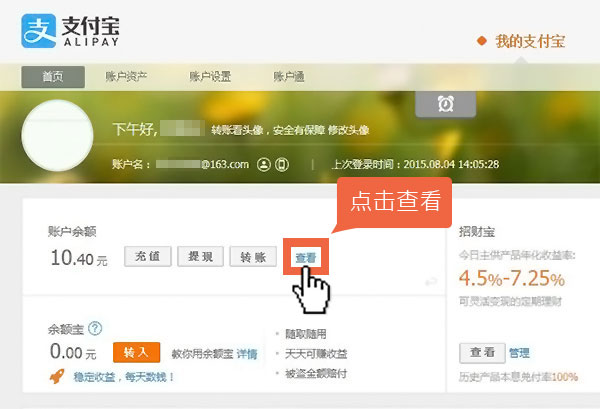 支付宝
ALIPAY
我的支付宝
首页 账户资产 账户设置 账户通
下午好, 转账看头像，安全有保障 修改头像
账户名： @163.com | 上次登录时间：2015.08.04 14:05:28
点击查看
账户余额
10.40 元 充值 提现 转账 查看
招财宝
今日主供产品年化收益率:
4.5%-7.25%
可灵活变现的定期理财
余额宝 ?
0.00 元 转入 教你用余额宝 详情
稳定收益，每天数钱！
随取随用
天天可赚收益
被盗金额赔付
查看 管理
历史产品本息兑付率100%